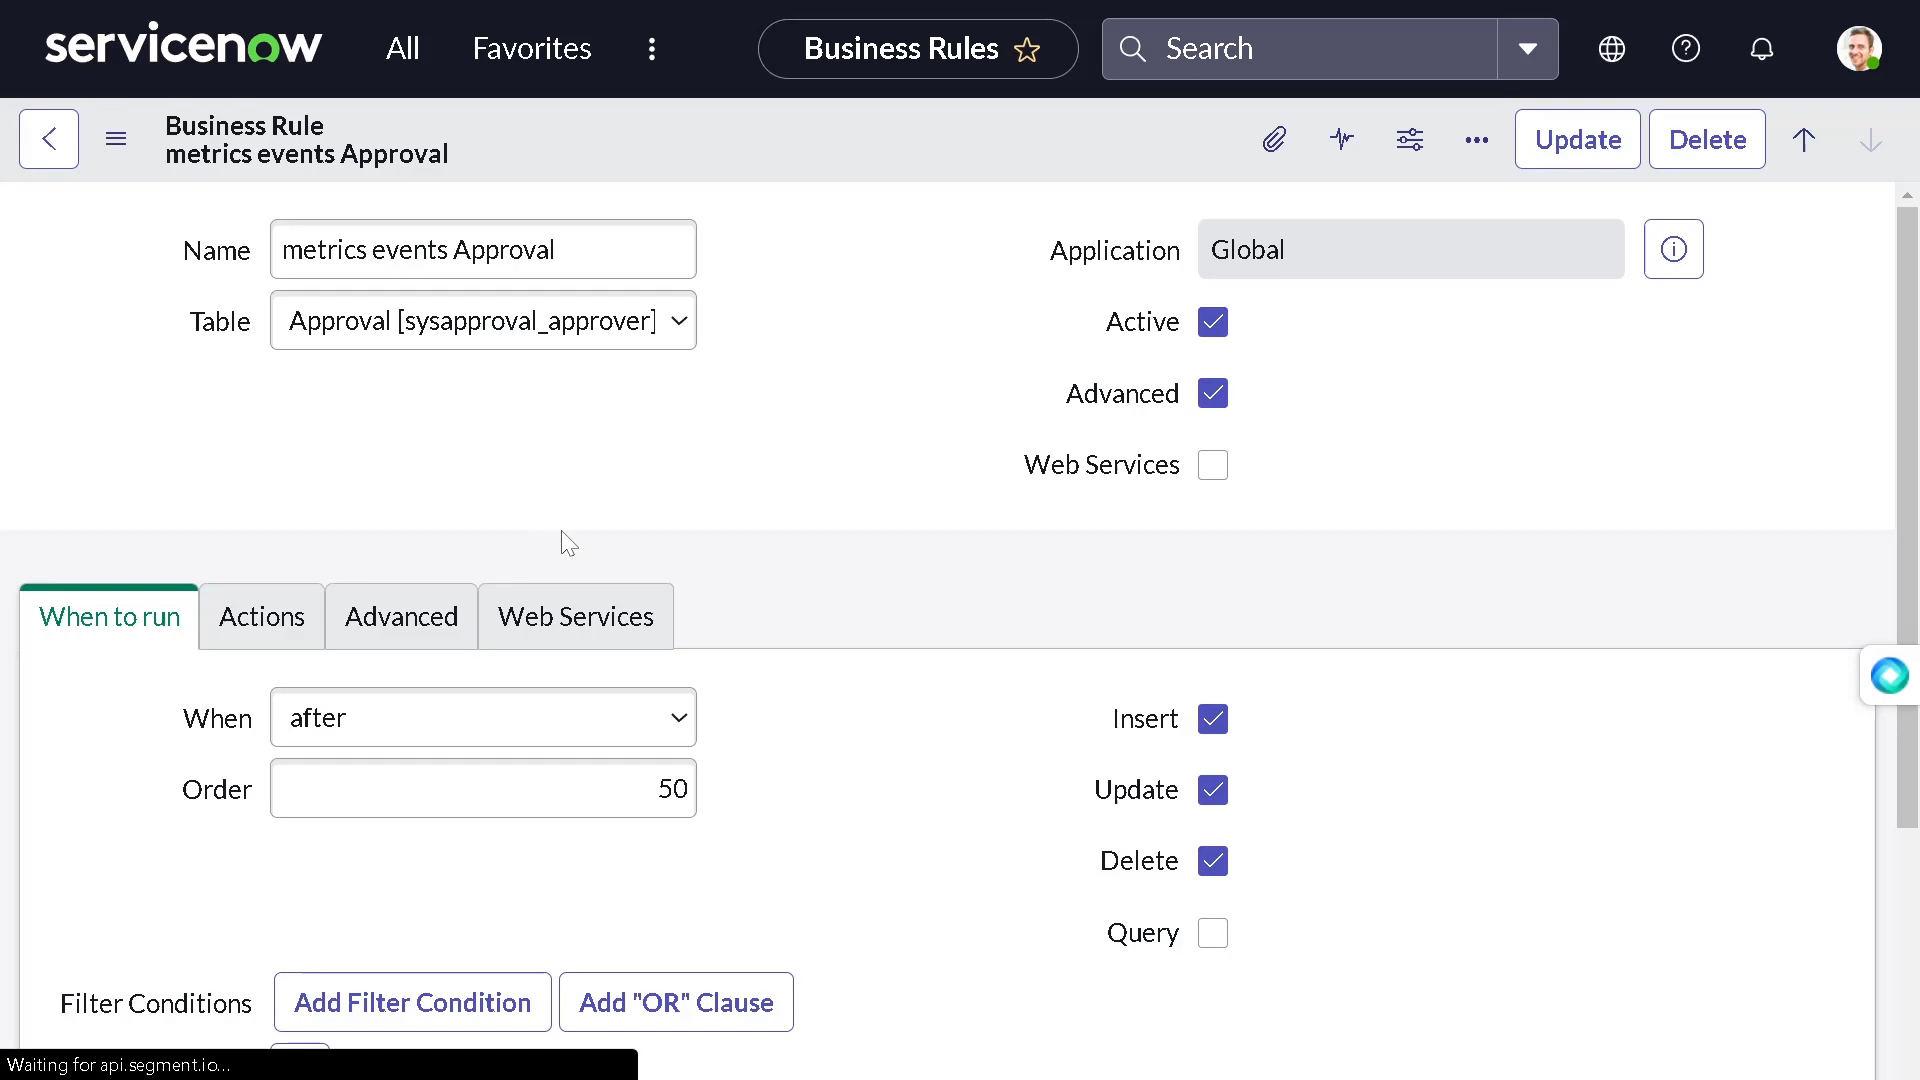 servicenow
All
Favorites
Business Rules
Search
Business Rule
metrics events Approval
Update
Delete
Name
metrics events Approval
Application
Global
Table
Approval [sysapproval_approver]
Active
Advanced
Web Services
When to run
Actions
Advanced
Web Services
When
after
Insert
Order
50
Update
Delete
Query
Filter Conditions
Add Filter Condition
Add "OR" Clause
Waiting for api.segment.io...